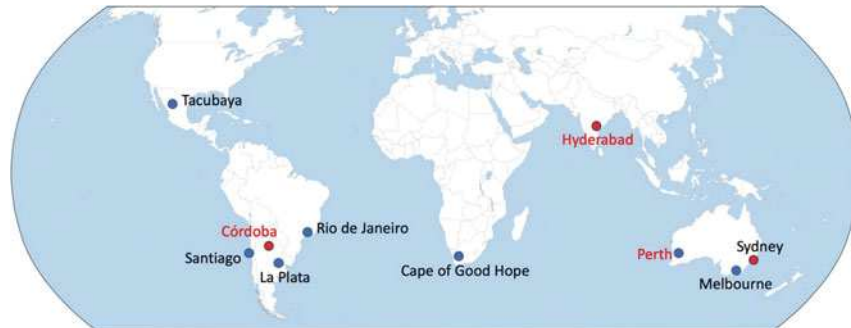 Tacubaya
Hyderabad
Rio de Janeiro
Córdoba
Santiago
La Plata
Cape of Good Hope
Perth
Sydney
Melbourne